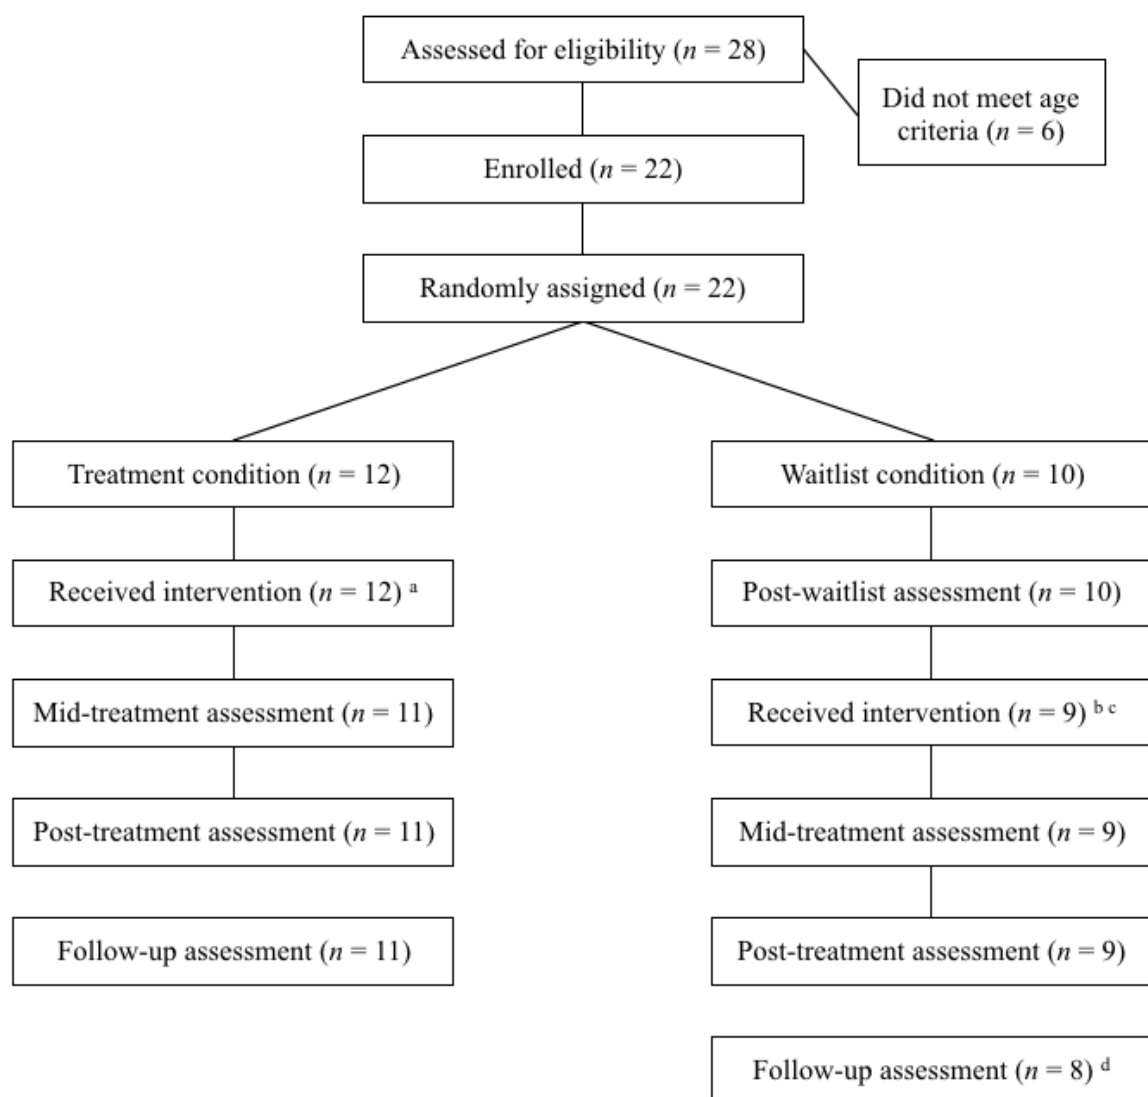 Assessed for eligibility (n = 28)
Did not meet age
criteria (n = 6)
Enrolled (n = 22)
Randomly assigned (n = 22)
Treatment condition (n = 12)
Received intervention (n = 12) a
Mid-treatment assessment (n = 11)
Post-treatment assessment (n = 11)
Follow-up assessment (n = 11)
Waitlist condition (n = 10)
Post-waitlist assessment (n = 10)
Received intervention (n = 9) b c
Mid-treatment assessment (n = 9)
Post-treatment assessment (n = 9)
Follow-up assessment (n = 8) d